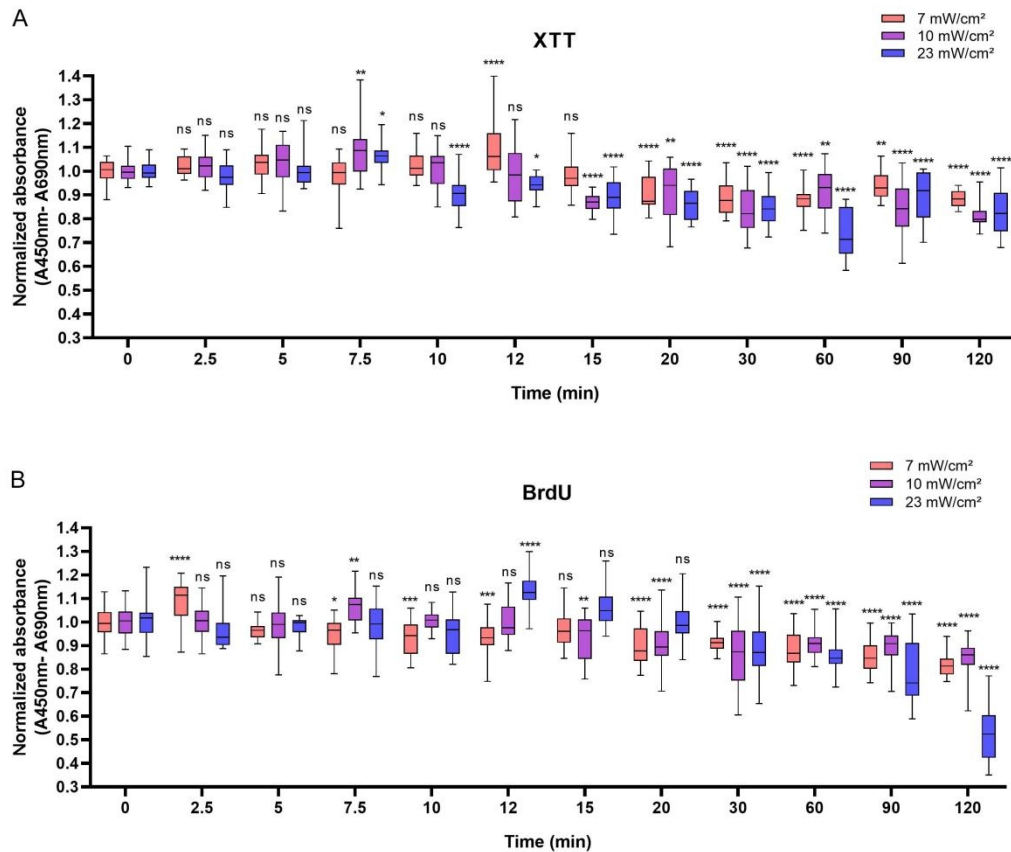 A
XTT
7 mW/cm²
10 mW/cm²
23 mW/cm²
Normalized absorbance
(A450nm- A690nm)
1.4
1.3
1.2
1.1
1.0
0.9
0.8
0.7
0.6
0.5
0.4
0.3
ns ns ns ns ns ns ns ** * ns ns **** **** ns * ns **** **** **** ** **** **** **** **** **** ** **** ** **** **** **** **** ****
0 2.5 5 7.5 10 12 15 20 30 60 90 120
Time (min)
B
BrdU
7 mW/cm²
10 mW/cm²
23 mW/cm²
Normalized absorbance
(A450nm- A690nm)
1.4
1.3
1.2
1.1
1.0
0.9
0.8
0.7
0.6
0.5
0.4
0.3
**** ns ns ns ns ns * ** ns *** ns ns *** ns **** ns ** ns **** **** ns **** **** **** **** **** **** **** **** **** **** **** ****
0 2.5 5 7.5 10 12 15 20 30 60 90 120
Time (min)